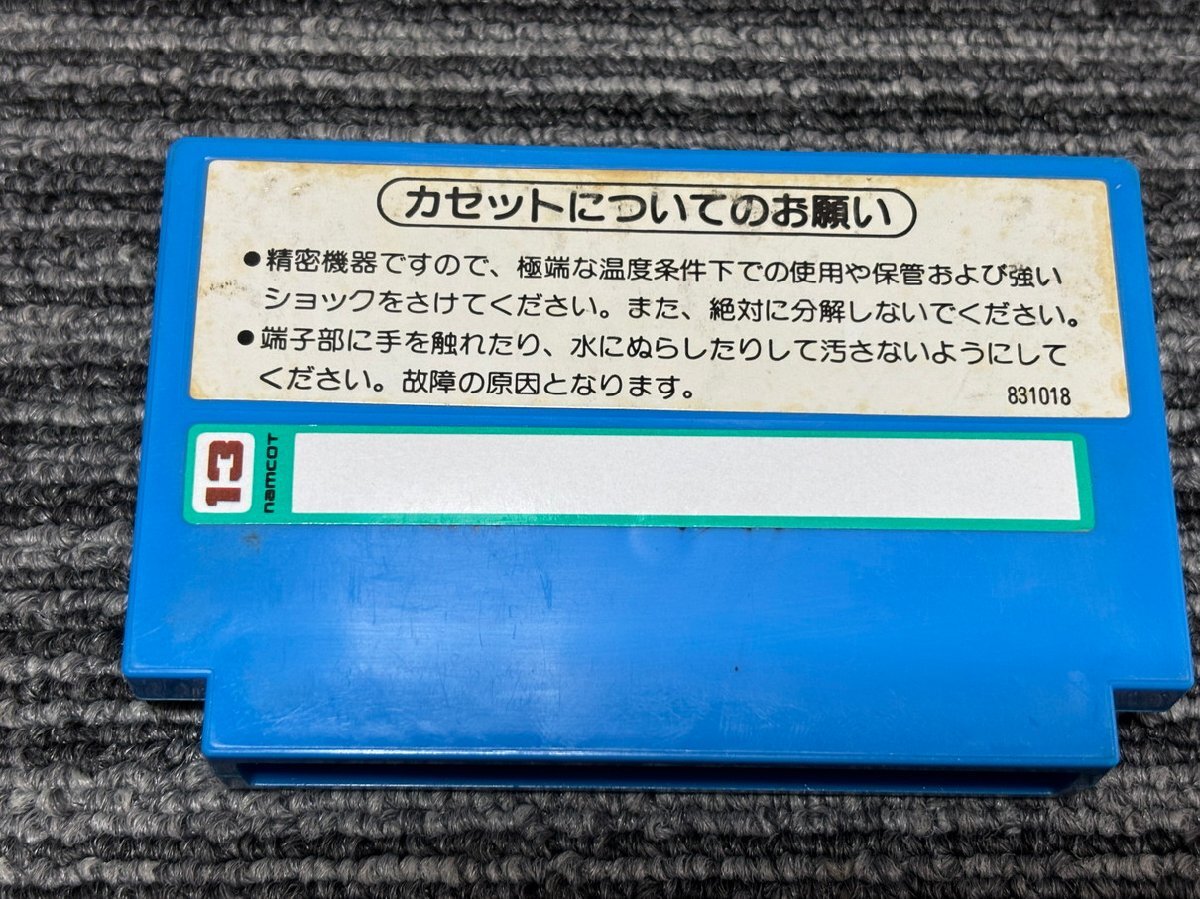 カセットについてのお願い
●精密機器ですので、極端な温度条件下での使用や保管および強い
ショックをさけてください。また、絶対に分解しないでください。
●端子部に手を触れたり、水にぬらしたりして汚さないようにして
ください。故障の原因となります。
831018
13
namcot